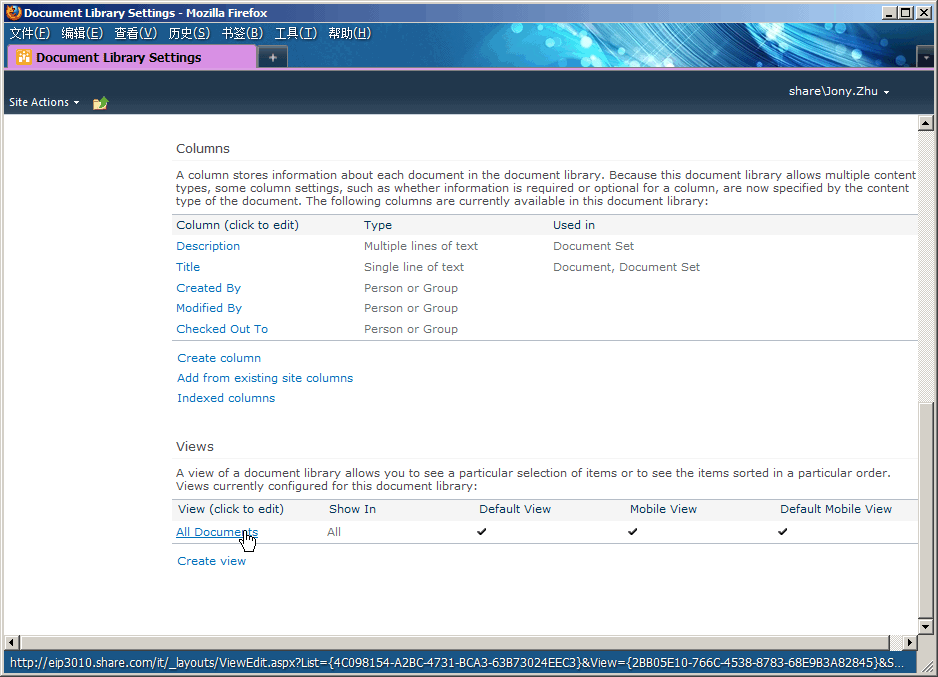 Document Library Settings - Mozilla Firefox
文件(F) 编辑(E) 查看(V) 历史(S) 书签(B) 工具(T) 帮助(H)
Document Library Settings
+
share\Jony.Zhu
Site Actions
Columns
A column stores information about each document in the document library. Because this document library allows multiple content
types, some column settings, such as whether information is required or optional for a column, are now specified by the content
type of the document. The following columns are currently available in this document library:
Column (click to edit) Type Used in
Description Multiple lines of text Document Set
Title Single line of text Document, Document Set
Created By Person or Group
Modified By Person or Group
Checked Out To Person or Group
Create column
Add from existing site columns
Indexed columns
Views
A view of a document library allows you to see a particular selection of items or to see the items sorted in a particular order.
Views currently configured for this document library:
View (click to edit) Show In Default View Mobile View Default Mobile View
All Documents All ✔ ✔ ✔
Create view
http://eip3010.share.com/it/_layouts/ViewEdit.aspx?List={4C098154-A2BC-4731-BCA3-63B73024EEC3}&View={2BB05E10-766C-4538-8783-68E9B3A82845}&S...